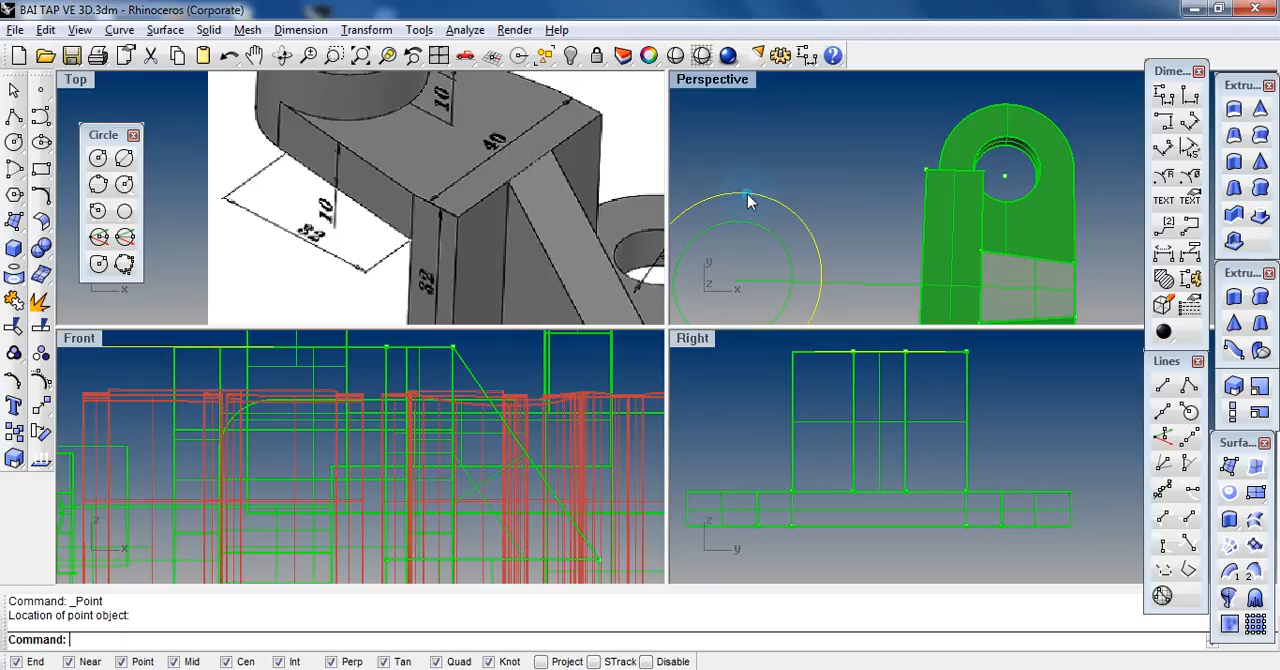 BAI TAP VE 3D.3dm - Rhinoceros (Corporate)
File Edit View Curve Surface Solid Mesh Dimension Transform Tools Analyze Render Help
Top
Perspective
Dime...
Extru...
Circle
10
40
10
32
32
45
TEXT TEXT
y
z x
x
Extru...
Front
Right
Lines
Surfa...
z
x
z
y
1 2
Command: _Point
Location of point object:
Command:
End Near Point Mid Cen Int Perp Tan Quad Knot Project STrack Disable